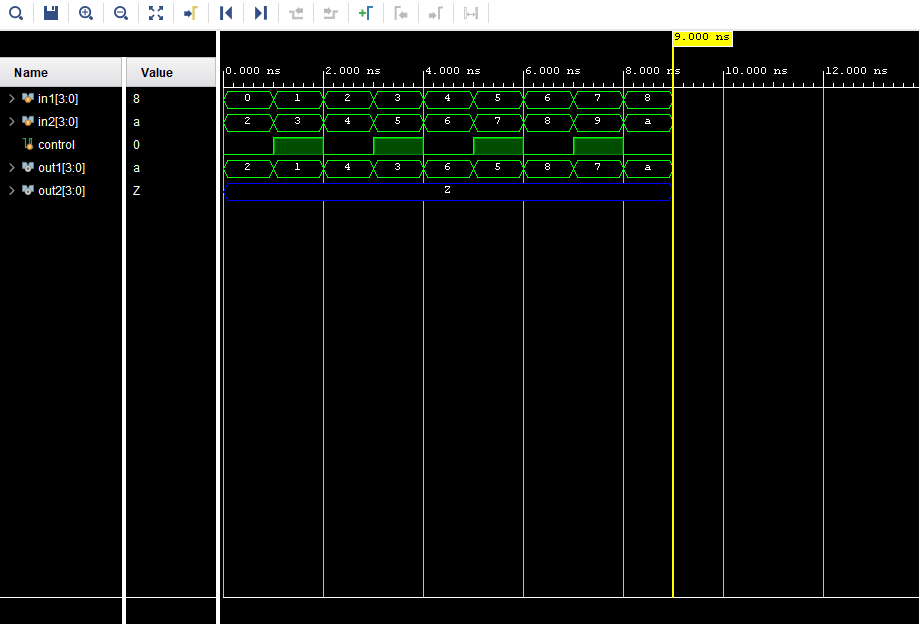 9.000 ns
Name Value
0.000 ns 2.000 ns 4.000 ns 6.000 ns 8.000 ns 10.000 ns 12.000 ns
in1[3:0] 8 0 1 2 3 4 5 6 7 8
in2[3:0] a 2 3 4 5 6 7 8 9 a
control 0
out1[3:0] a 2 1 4 3 6 5 8 7 a
out2[3:0] Z Z